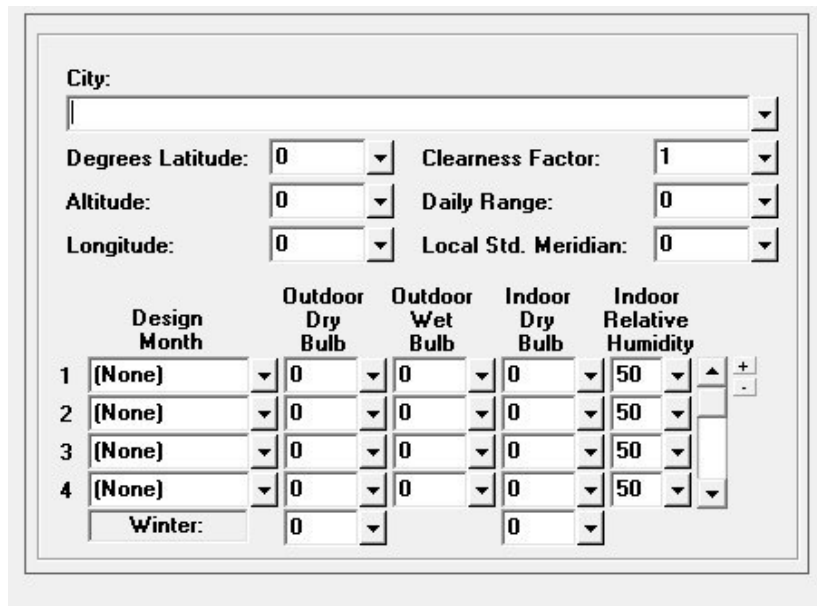 City:
Degrees Latitude: 0 Clearness Factor: 1
Altitude: 0 Daily Range: 0
Longitude: 0 Local Std. Meridian: 0
Design Month Outdoor Dry Bulb Outdoor Wet Bulb Indoor Dry Bulb Indoor Relative Humidity
1 (None) 0 0 0 50 + -
2 (None) 0 0 0 50
3 (None) 0 0 0 50
4 (None) 0 0 0 50
Winter: 0 0